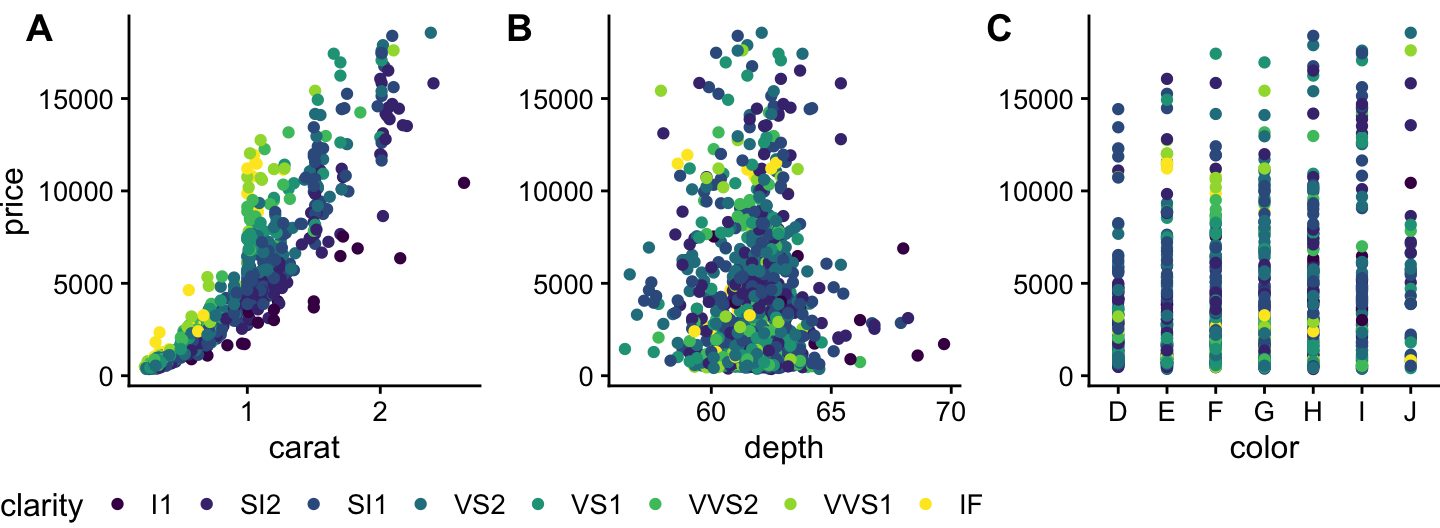 A B C
price
15000 15000 15000
10000 10000 10000
5000 5000 5000
0 0 0
1 2 60 65 70 D E F G H I J
carat depth color
clarity I1 SI2 SI1 VS2 VS1 VVS2 VVS1 IF